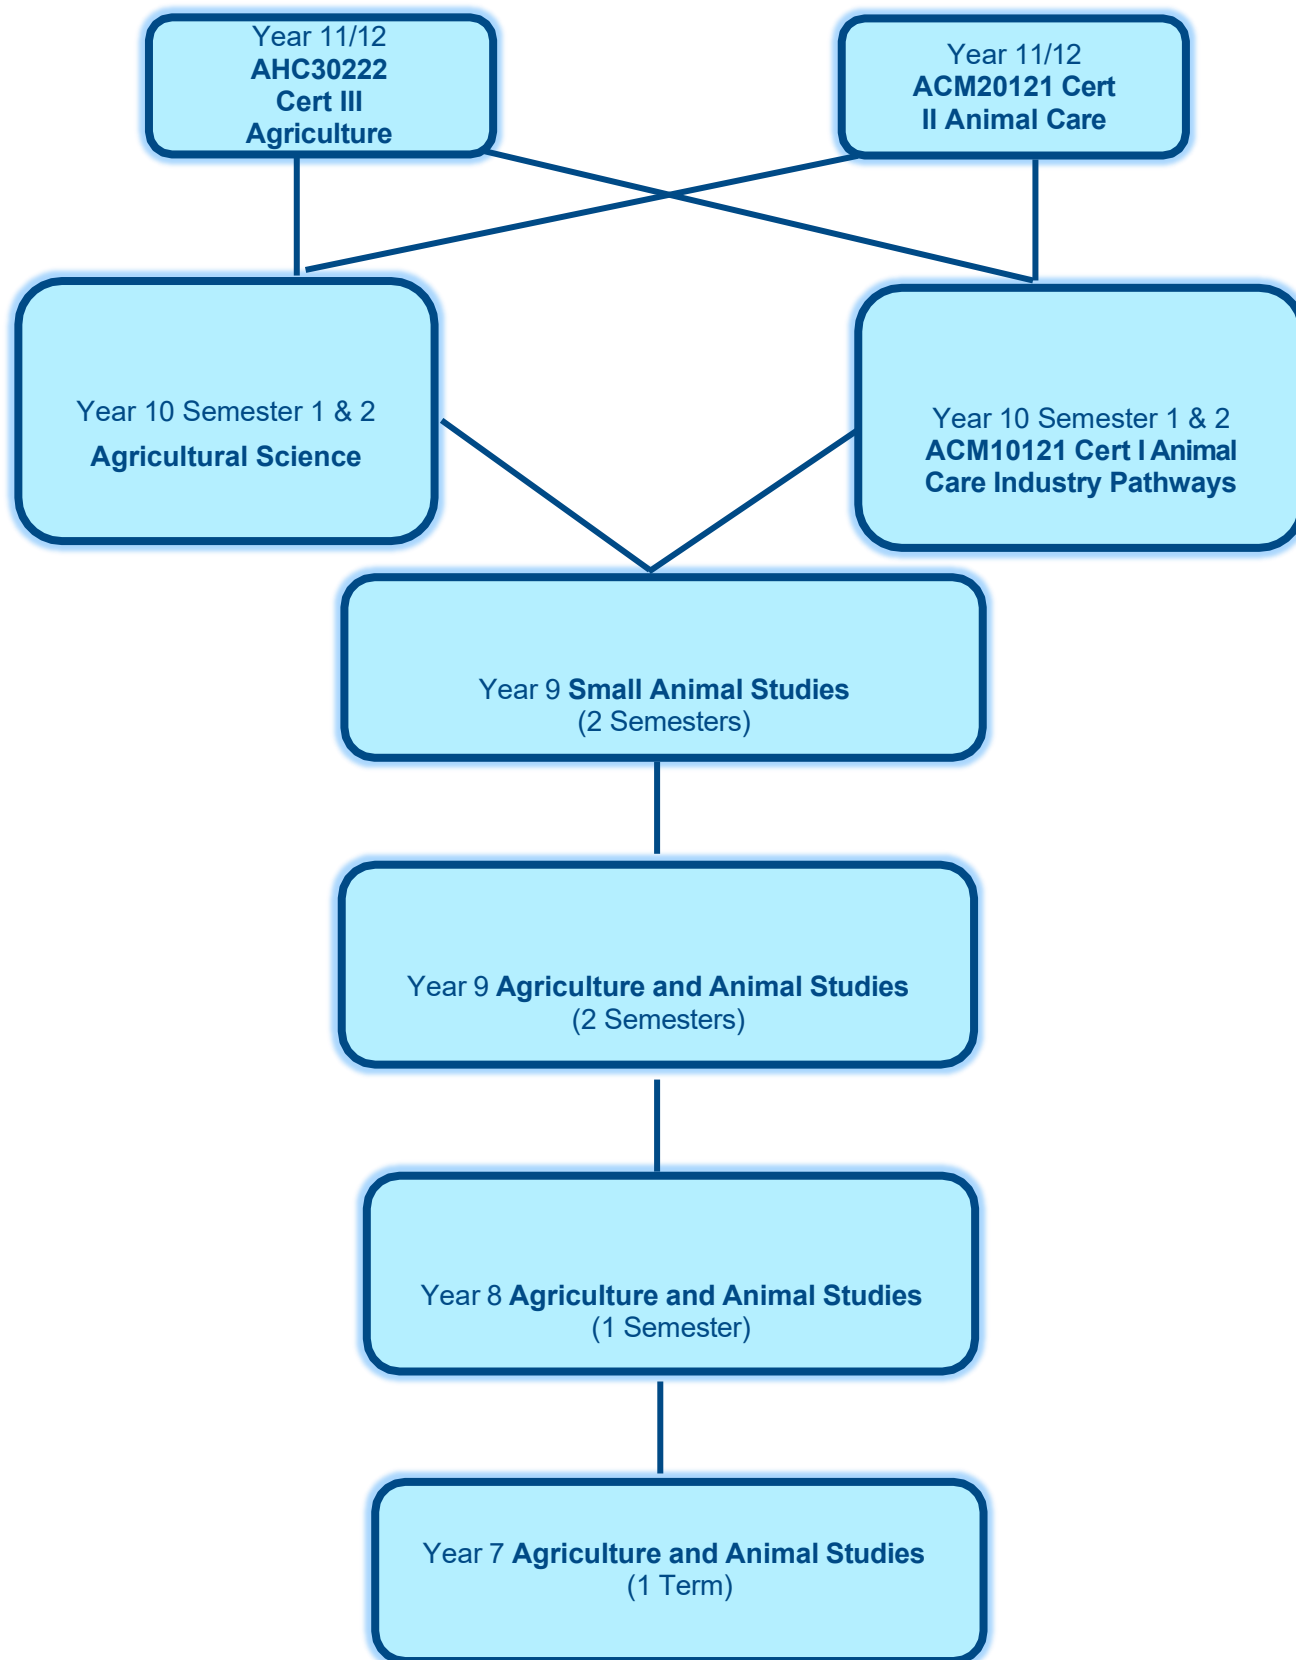 Year 11/12
AHC30222
Cert III
Agriculture
Year 11/12
ACM20121 Cert
II Animal Care
Year 10 Semester 1 & 2
Agricultural Science
Year 10 Semester 1 & 2
ACM10121 Cert I Animal
Care Industry Pathways
Year 9 Small Animal Studies
(2 Semesters)
Year 9 Agriculture and Animal Studies
(2 Semesters)
Year 8 Agriculture and Animal Studies
(1 Semester)
Year 7 Agriculture and Animal Studies
(1 Term)